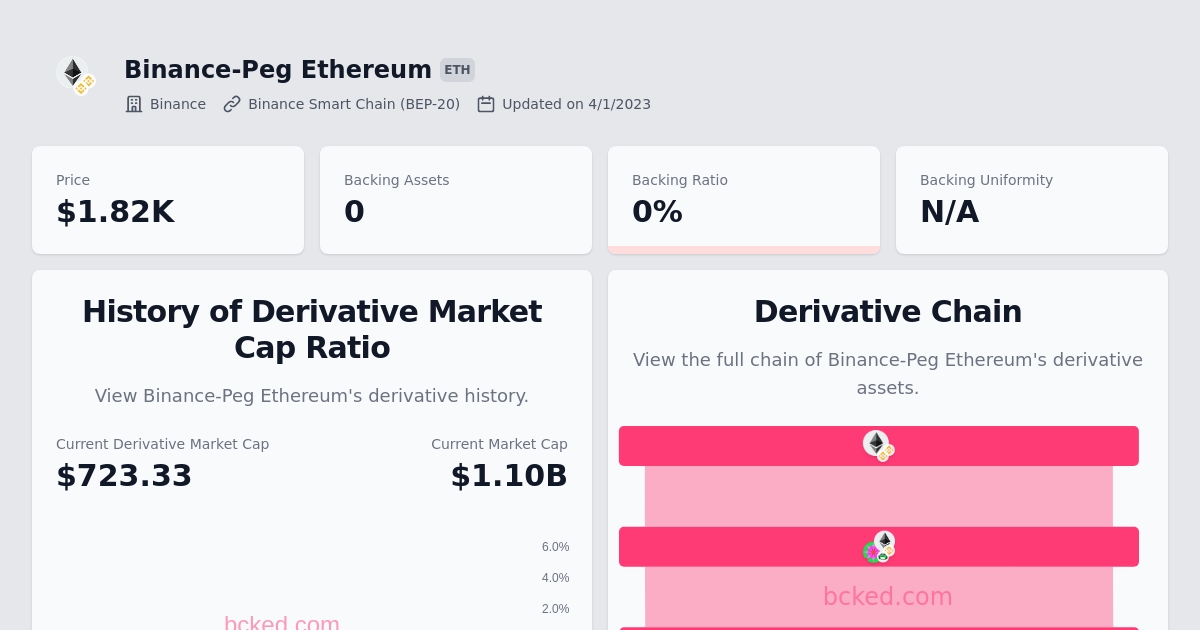 Binance-Peg Ethereum ETH
Binance Binance Smart Chain (BEP-20) Updated on 4/1/2023
Price
$1.82K
Backing Assets
0
Backing Ratio
0%
Backing Uniformity
N/A
History of Derivative Market
Cap Ratio
View Binance-Peg Ethereum's derivative history.
Current Derivative Market Cap
$723.33
Current Market Cap
$1.10B
6.0%
4.0%
2.0%
bcked.com
Derivative Chain
View the full chain of Binance-Peg Ethereum's derivative
assets.
bcked.com